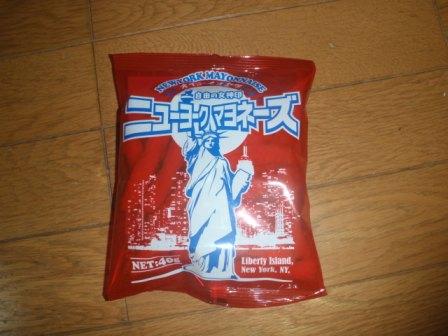 NEW YORK MAYONNAISE
自由の女神印
ニューヨークマヨネーズ
NET:40g
Liberty Island,
New York, NY.